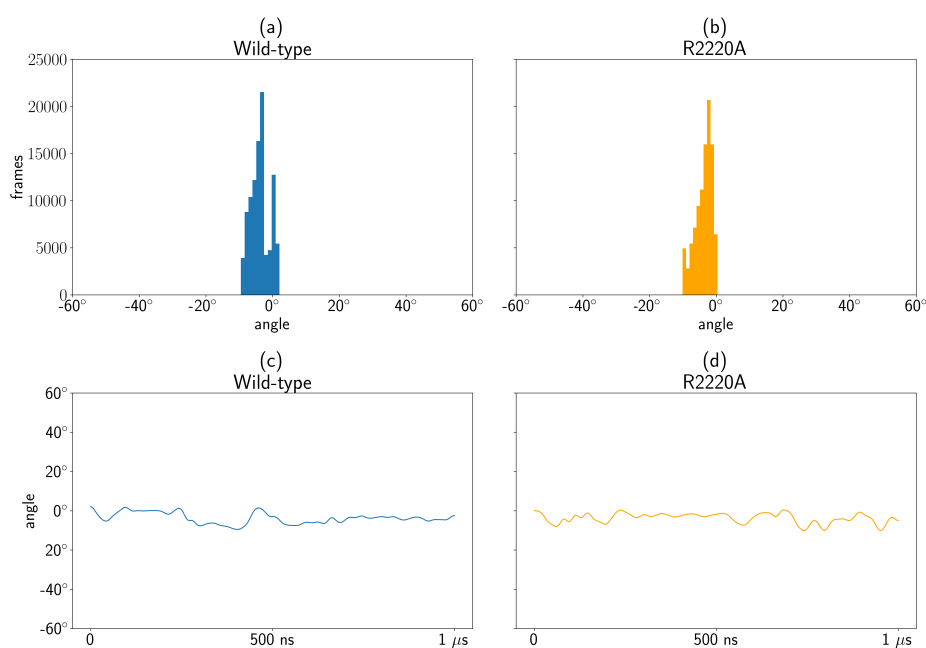 (a)
Wild-type
25000
20000
15000
10000
5000
0
frames
-60° -40° -20° 0° 20° 40° 60°
angle
(b)
R2220A
-60° -40° -20° 0° 20° 40° 60°
angle
(c)
Wild-type
60°
40°
20°
0°
-20°
-40°
-60°
angle
0 500 ns 1 μs
(d)
R2220A
0 500 ns 1 μs